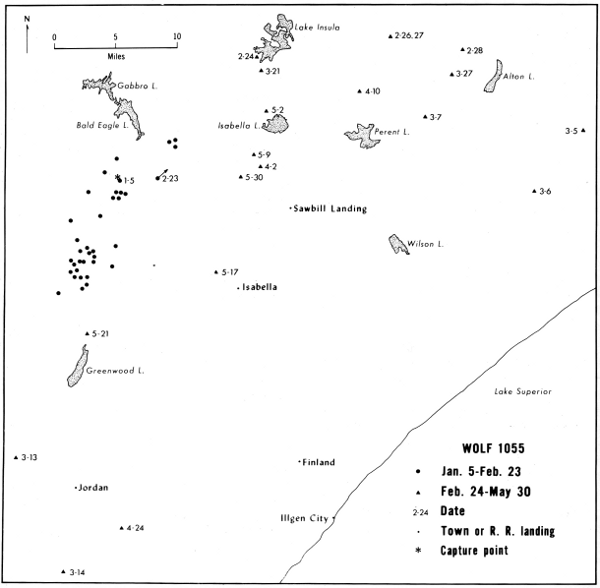 N
0 5 10
Miles
Lake Insula
2-26,27
2-28
2-24
3-21
3-27
Alton L.
Gabbro L.
4-10
5-2
3-7
Bald Eagle L.
Isabella L.
Perent L.
3-5
5-9
4-2
1-5
2-23
5-30
3-6
Sawbill Landing
Wilson L.
5-17
Isabella
5-21
Greenwood L.
Lake Superior
WOLF 1055
Jan. 5-Feb. 23
Feb. 24-May 30
2-24 Date
Town or R. R. landing
Capture point
3-13
Finland
Jordan
Illgen City
4-24
3-14